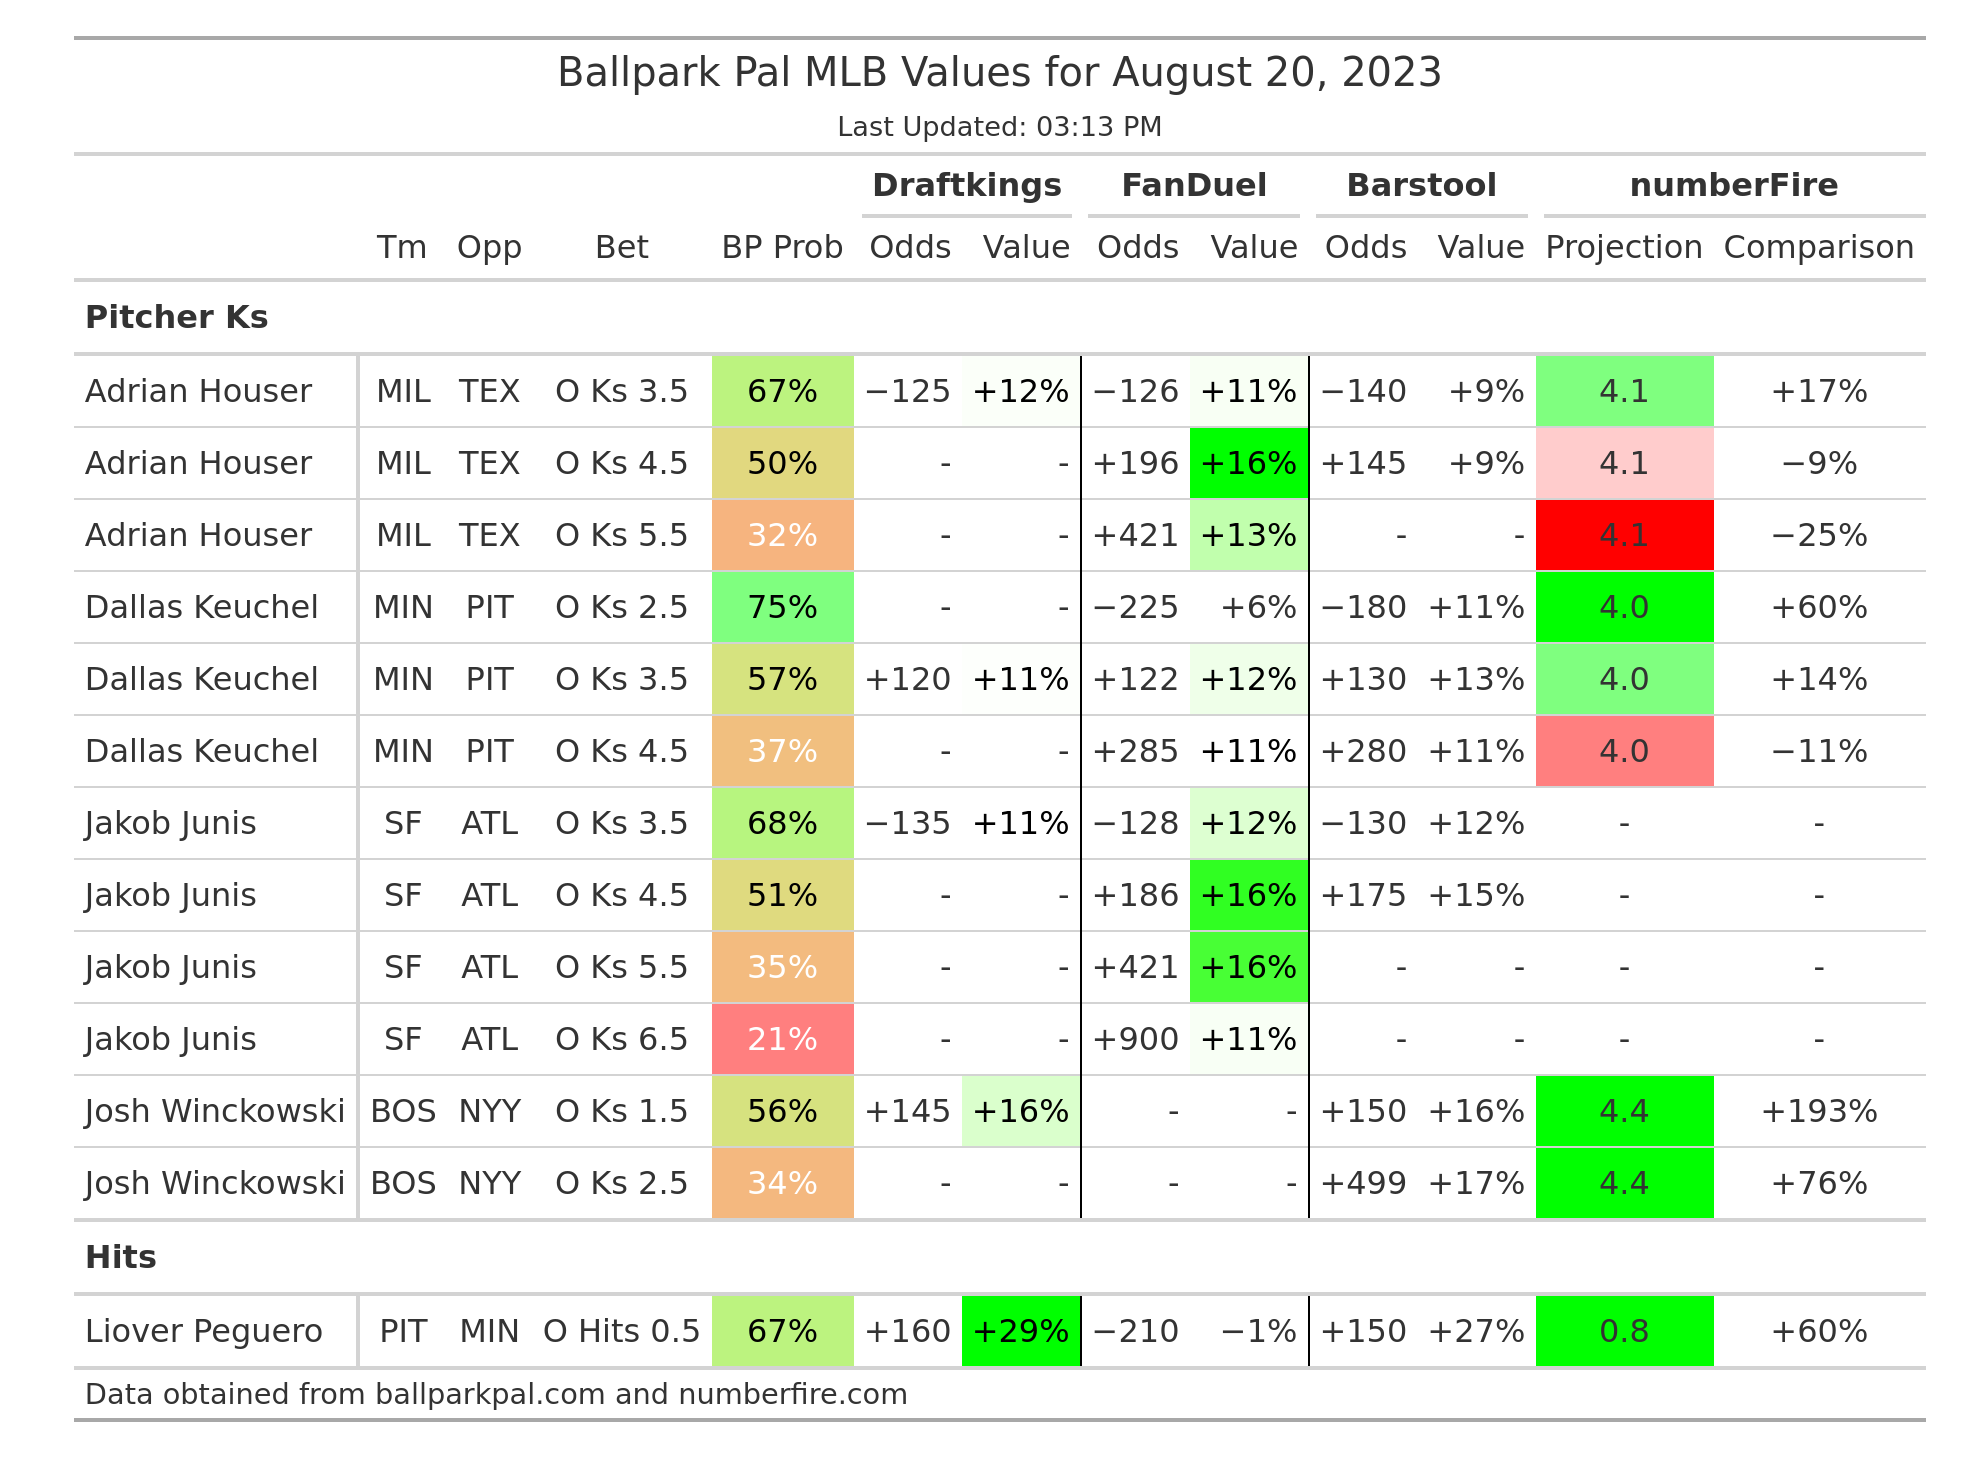 Ballpark Pal MLB Values for August 20, 2023
Last Updated: 03:13 PM
Draftkings FanDuel Barstool numberFire
Tm Opp Bet BP Prob Odds Value Odds Value Odds Value Projection Comparison
Pitcher Ks
Adrian Houser MIL TEX O Ks 3.5 67% −125 +12% −126 +11% −140 +9% 4.1 +17%
Adrian Houser MIL TEX O Ks 4.5 50% - - +196 +16% +145 +9% 4.1 −9%
Adrian Houser MIL TEX O Ks 5.5 32% - - +421 +13% - - 4.1 −25%
Dallas Keuchel MIN PIT O Ks 2.5 75% - - −225 +6% −180 +11% 4.0 +60%
Dallas Keuchel MIN PIT O Ks 3.5 57% +120 +11% +122 +12% +130 +13% 4.0 +14%
Dallas Keuchel MIN PIT O Ks 4.5 37% - - +285 +11% +280 +11% 4.0 −11%
Jakob Junis SF ATL O Ks 3.5 68% −135 +11% −128 +12% −130 +12% - -
Jakob Junis SF ATL O Ks 4.5 51% - - +186 +16% +175 +15% - -
Jakob Junis SF ATL O Ks 5.5 35% - - +421 +16% - - - -
Jakob Junis SF ATL O Ks 6.5 21% - - +900 +11% - - - -
Josh Winckowski BOS NYY O Ks 1.5 56% +145 +16% - - +150 +16% 4.4 +193%
Josh Winckowski BOS NYY O Ks 2.5 34% - - - - +499 +17% 4.4 +76%
Hits
Liover Peguero PIT MIN O Hits 0.5 67% +160 +29% −210 −1% +150 +27% 0.8 +60%
Data obtained from ballparkpal.com and numberfire.com